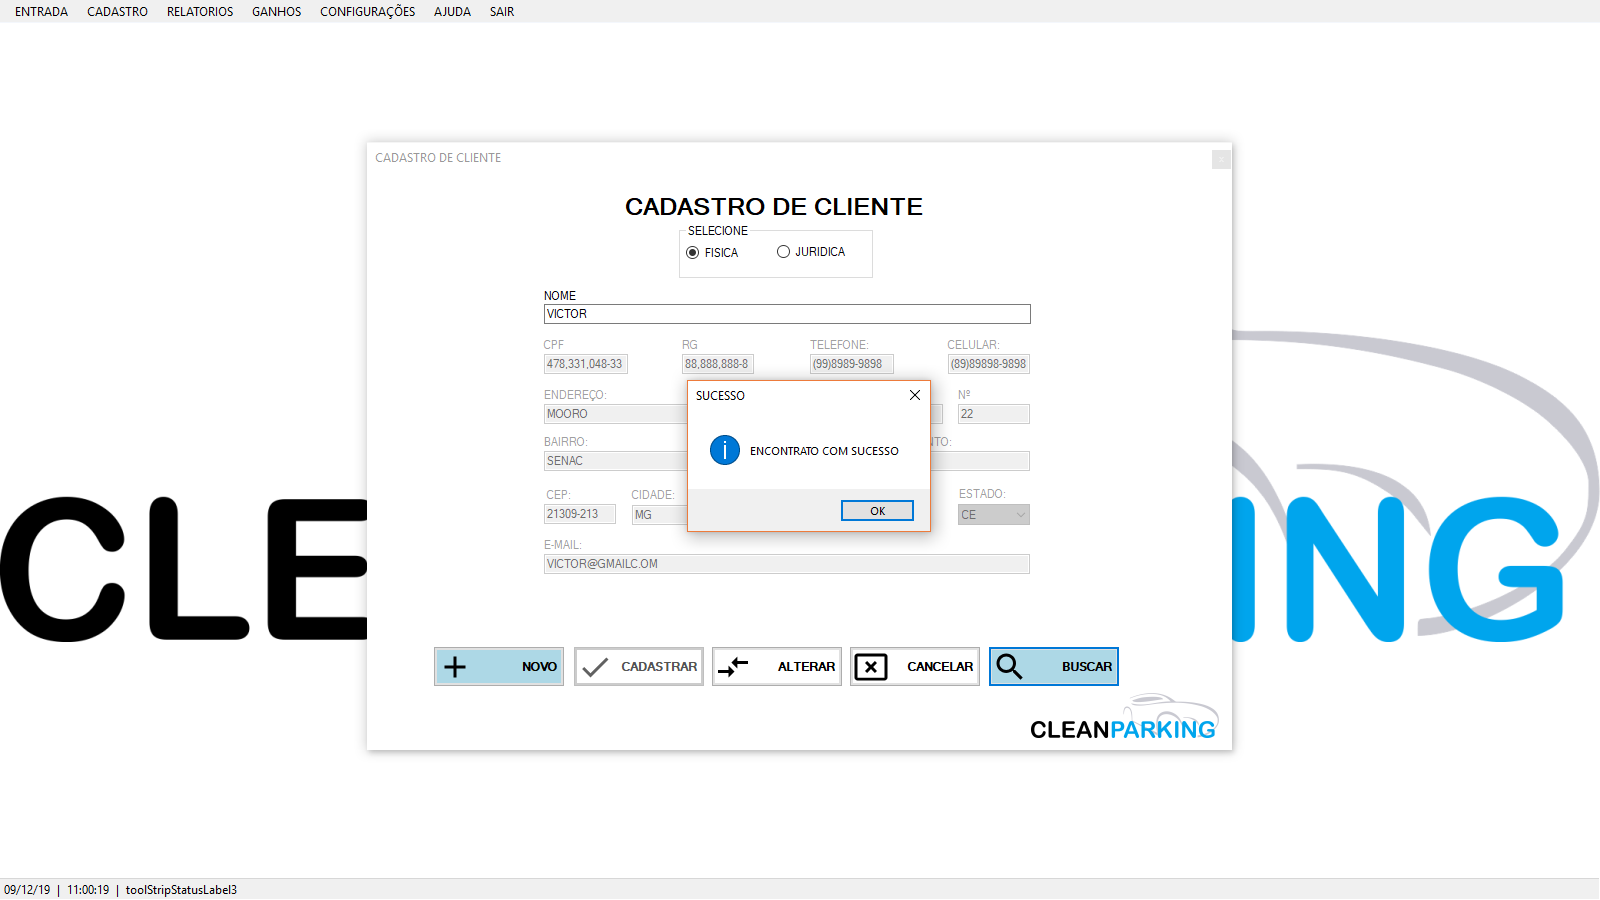 ENTRADA CADASTRO RELATORIOS GANHOS CONFIGURAÇÕES AJUDA SAIR
CADASTRO DE CLIENTE
x
CADASTRO DE CLIENTE
SELECIONE
FISICA JURIDICA
NOME
VICTOR
CPF RG TELEFONE: CELULAR:
478,331,048-33 88,888,888-8 (99)8989-9898 (89)89898-9898
ENDEREÇO: Nº
MOORO 22
BAIRRO: NTO:
SENAC
CEP: CIDADE: ESTADO:
21309-213 MG CE
E-MAIL:
VICTOR@GMAILC.OM
SUCESSO
ENCONTRATO COM SUCESSO
OK
NOVO CADASTRAR ALTERAR CANCELAR BUSCAR
CLEANPARKING
CLE ING
09/12/19 | 11:00:19 | toolStripStatusLabel3